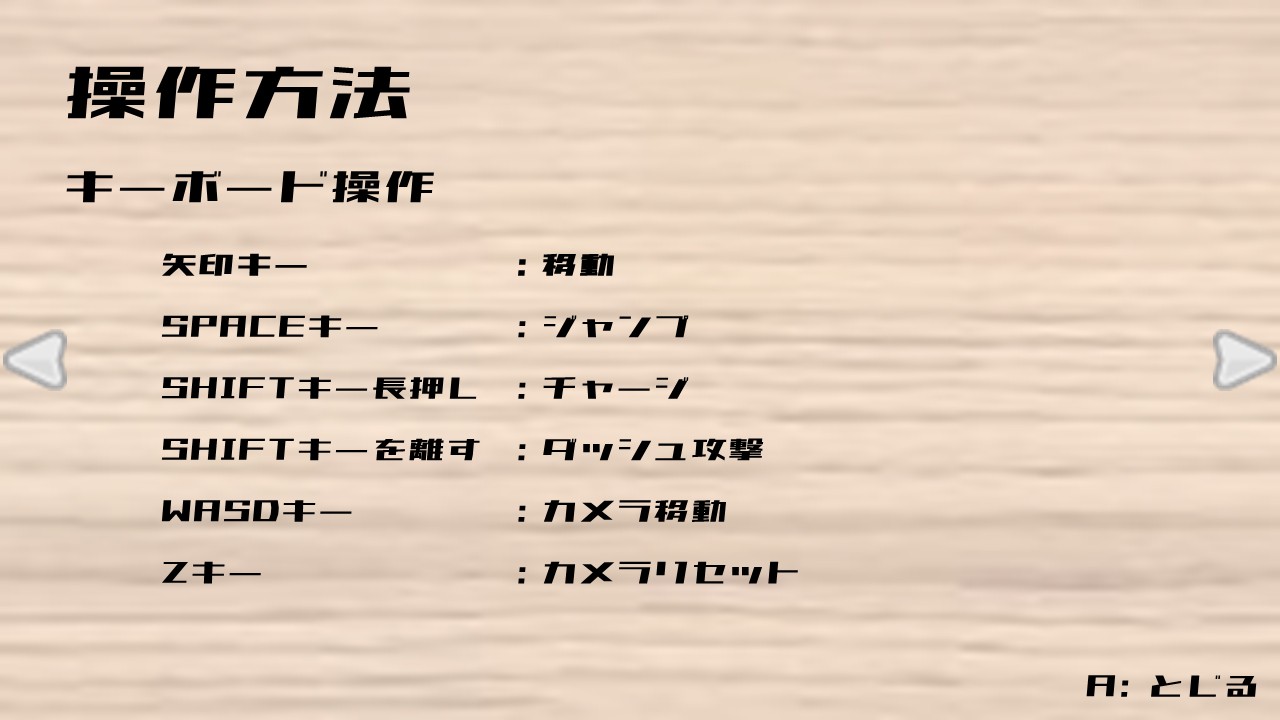 操作方法
キーボード操作
矢印キー : 移動
SPACEキー : ジャンプ
SHIFTキー長押し : チャージ
SHIFTキーを離す : ダッシュ攻撃
WASDキー : カメラ移動
Zキー : カメラリセット
A: とじる